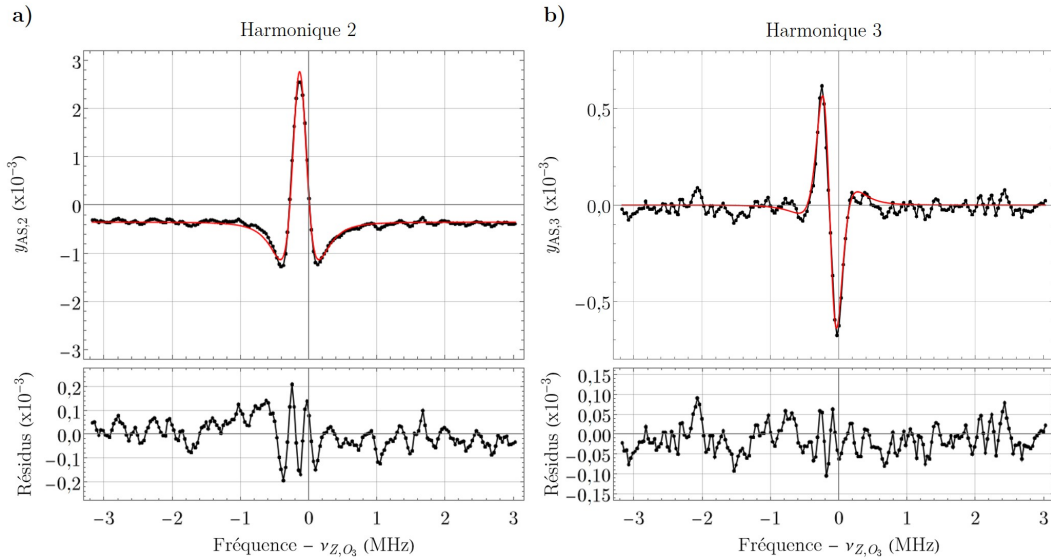 a)
Harmonique 2
3
2
1
0
−1
−2
−3
y_AS,2 (x10⁻³)
0,2
0,1
0,0
−0,1
−0,2
Résidus (x10⁻³)
−3 −2 −1 0 1 2 3
Fréquence − ν_Z,O₃ (MHz)
b)
Harmonique 3
0,5
0,0
−0,5
y_AS,3 (x10⁻³)
0,15
0,10
0,05
0,00
−0,05
−0,10
−0,15
Résidus (x10⁻³)
−3 −2 −1 0 1 2 3
Fréquence − ν_Z,O₃ (MHz)